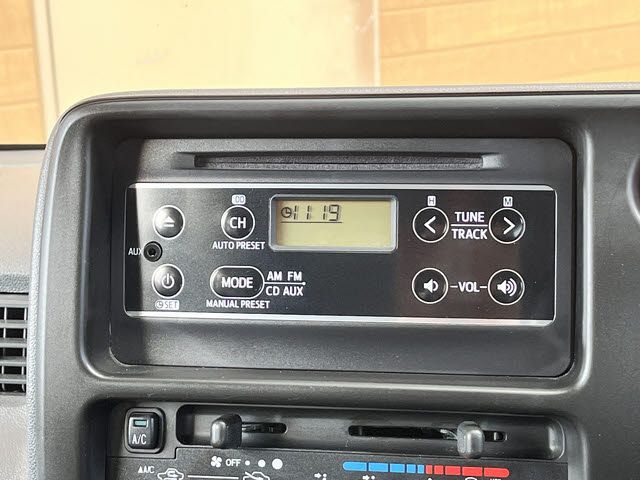 H M
CH 11 19 TUNE
AUTO PRESET TRACK
AUX
MODE AM FM
CD AUX -VOL-
SET MANUAL PRESET
A/C
▲A/C OFF